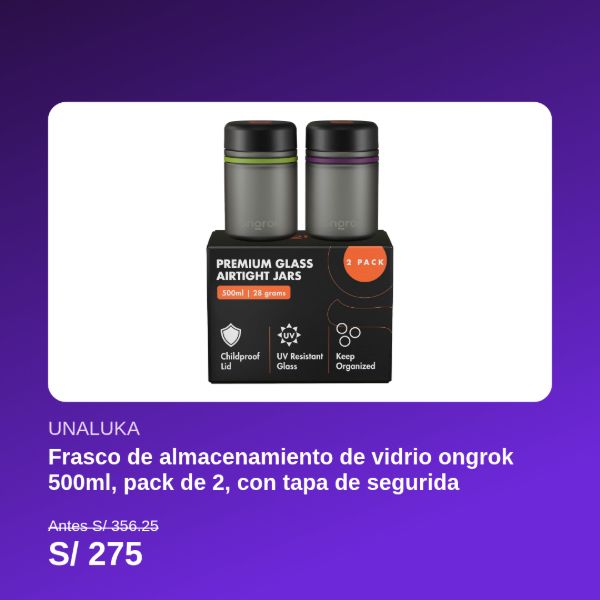 ongrok
ongrok
PREMIUM GLASS
AIRTIGHT JARS
2 PACK
500ml | 28 grams
UV
Childproof
Lid
UV Resistant
Glass
Keep
Organized
UNALUKA
Frasco de almacenamiento de vidrio ongrok
500ml, pack de 2, con tapa de segurida
Antes S/ 356.25
S/ 275